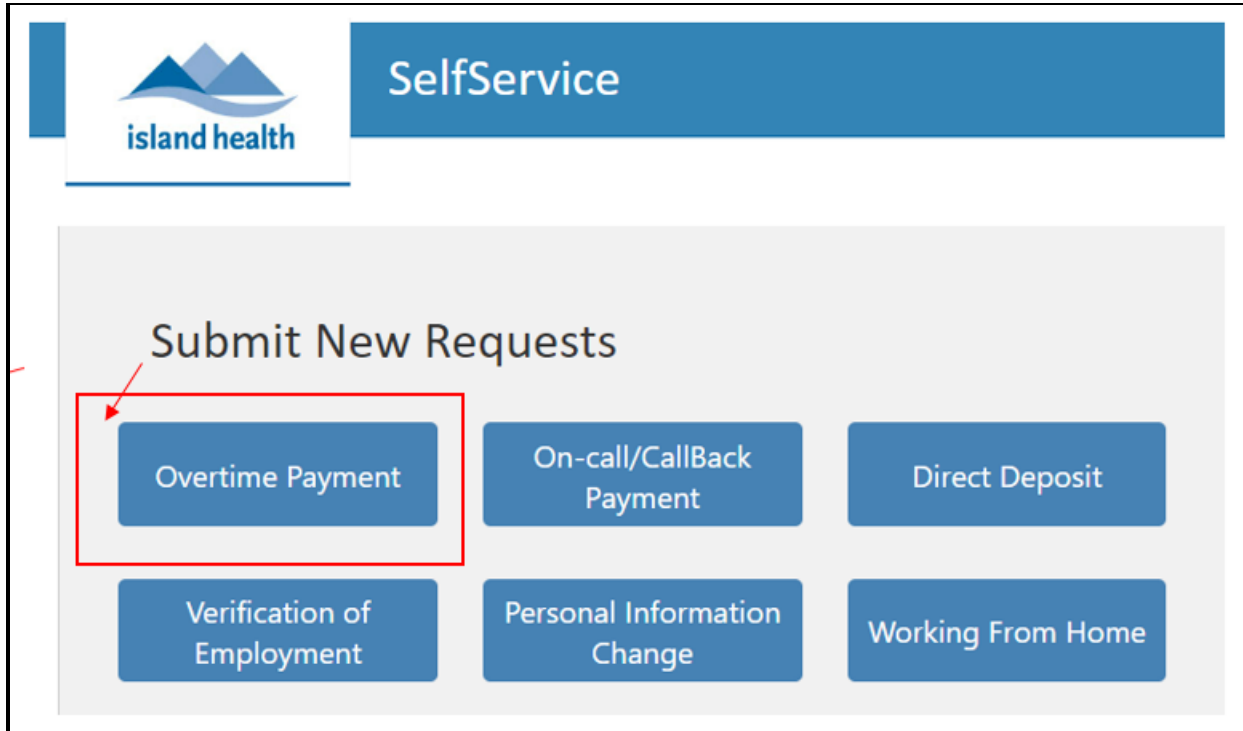 SelfService
island health
Submit New Requests
Overtime Payment
On-call/CallBack
Payment
Direct Deposit
Verification of
Employment
Personal Information
Change
Working From Home